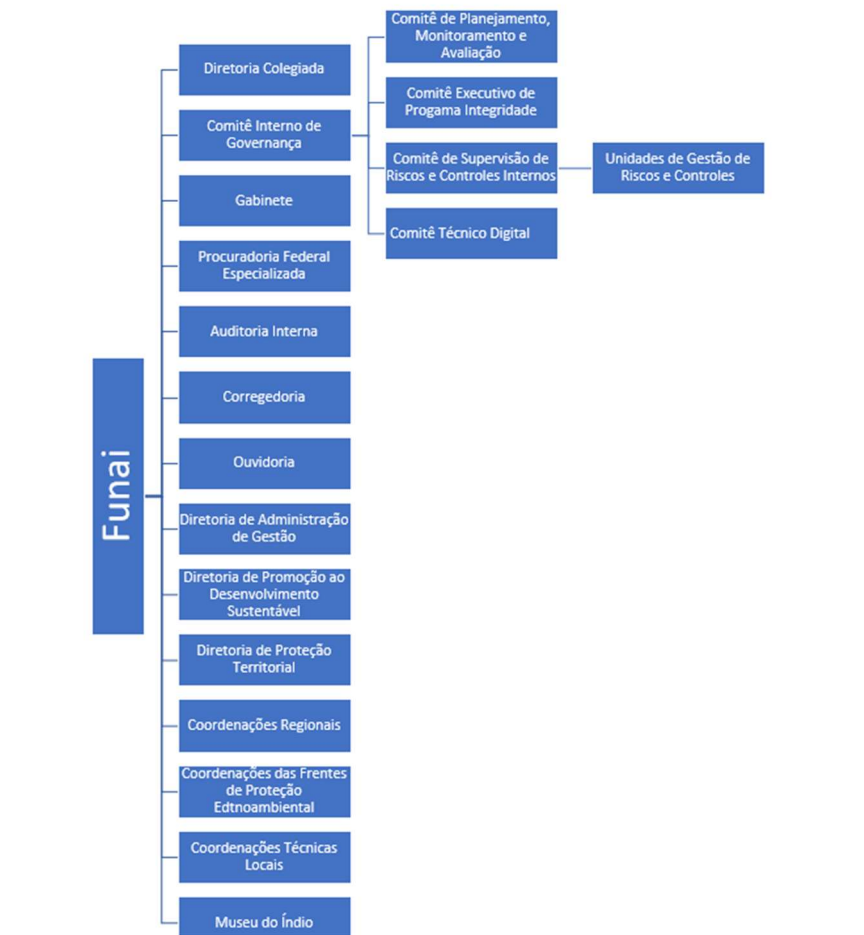 Funai
Diretoria Colegiada
Comitê Interno de
Governança
Comitê de Planejamento,
Monitoramento e
Avaliação
Comitê Executivo de
Progama Integridade
Comitê de Supervisão de
Riscos e Controles Internos
Unidades de Gestão de
Riscos e Controles
Comitê Técnico Digital
Gabinete
Procuradoria Federal
Especializada
Auditoria Interna
Corregedoria
Ouvidoria
Diretoria de Administração
de Gestão
Diretoria de Promoção ao
Desenvolvimento
Sustentável
Diretoria de Proteção
Territorial
Coordenações Regionais
Coordenações das Frentes
de Proteção
Edtnoambiental
Coordenações Técnicas
Locais
Museu do Índio